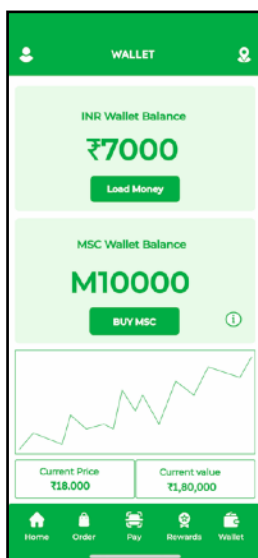 WALLET
INR Wallet Balance
₹7000
Load Money
MSC Wallet Balance
M10000
BUY MSC
Current Price
Current value
₹18.000
₹1,80,000
Home Order Pay Rewards Wallet